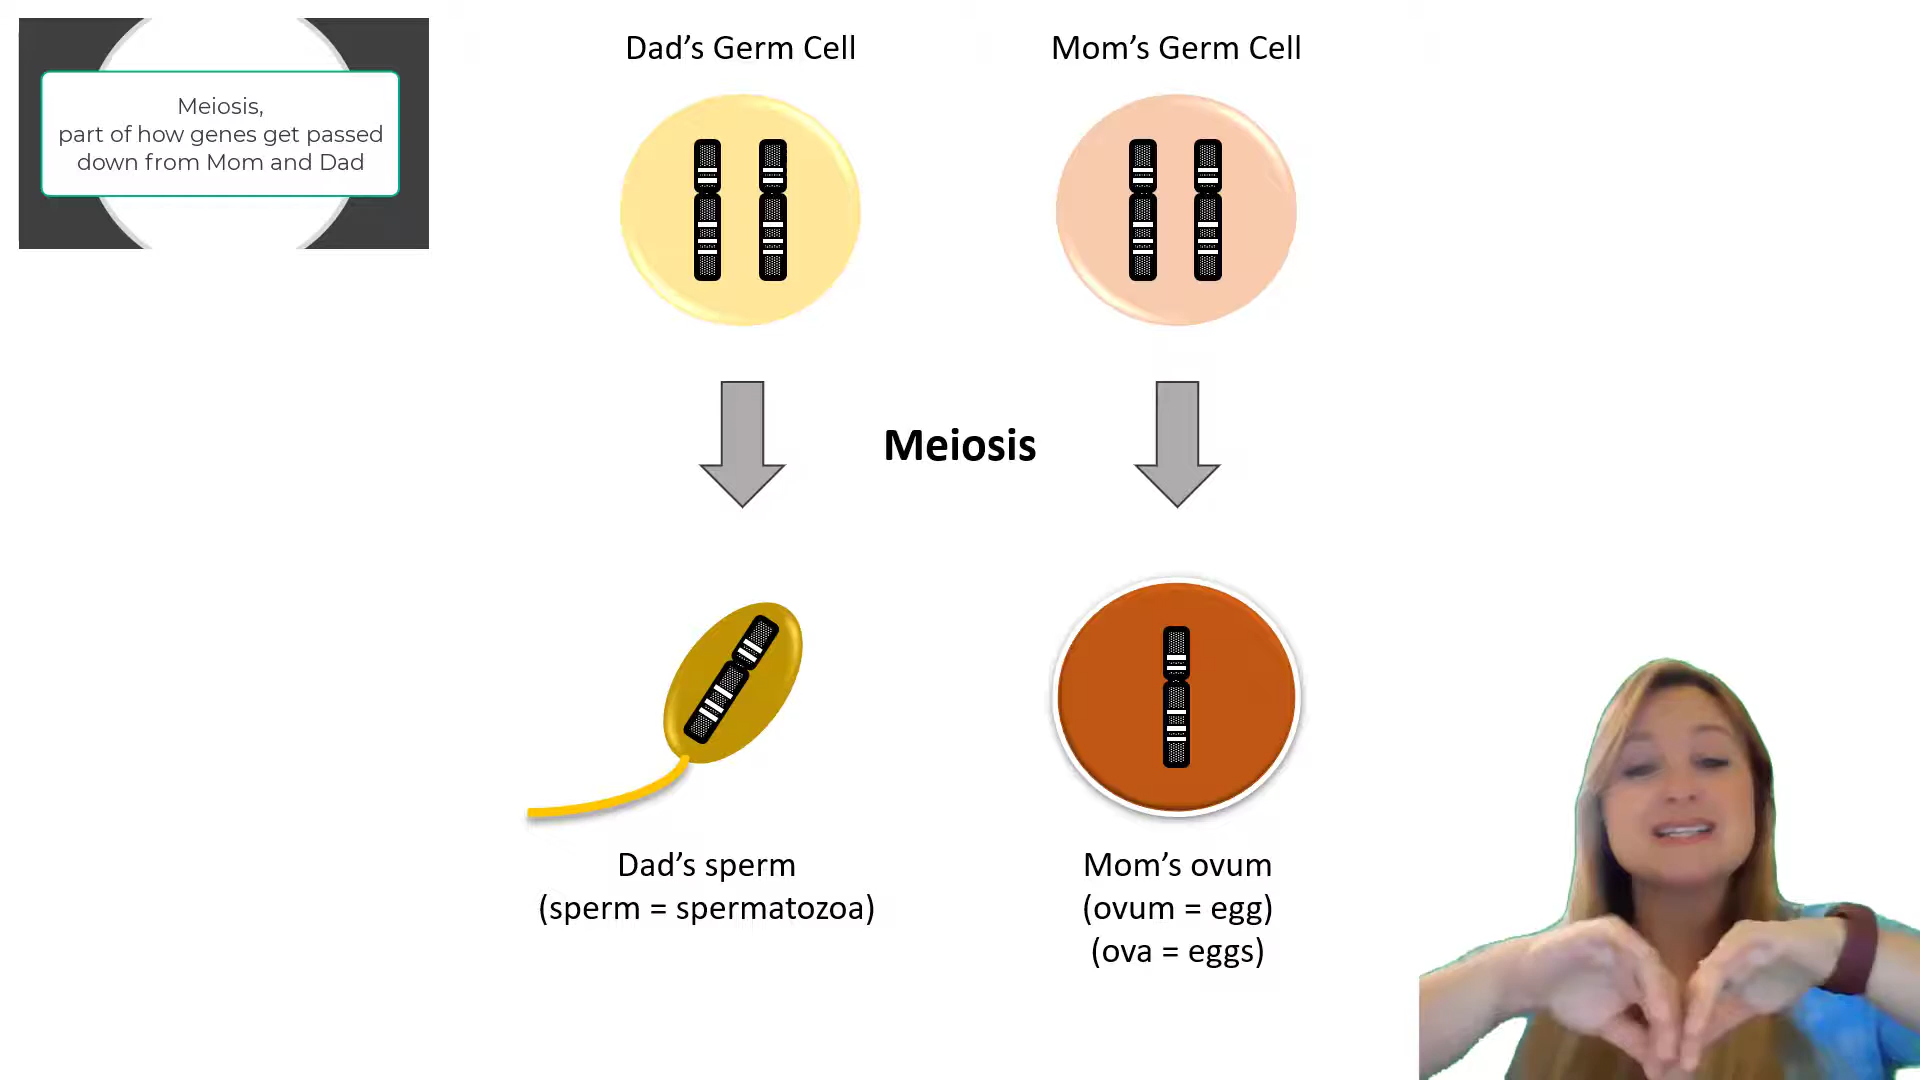 Meiosis,
part of how genes get passed
down from Mom and Dad
Dad's Germ Cell
Mom's Germ Cell
Meiosis
Dad's sperm
(sperm = spermatozoa)
Mom's ovum
(ovum = egg)
(ova = eggs)